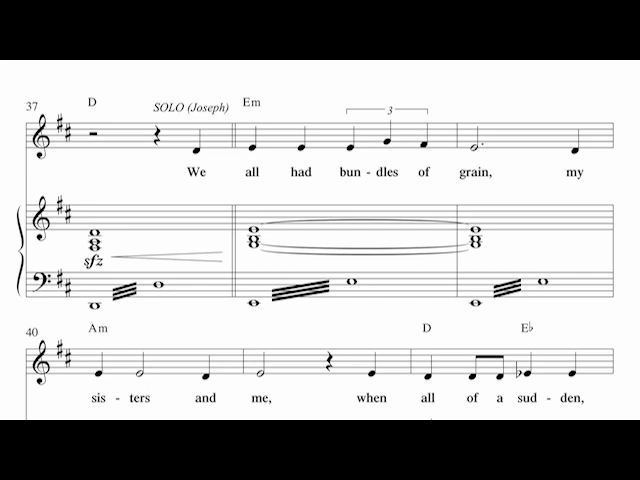 37 D SOLO (Joseph) Em
3
We all had bun - dles of grain, my
sfz
40 Am D E♭
sis - ters and me, when all of a sud - den,